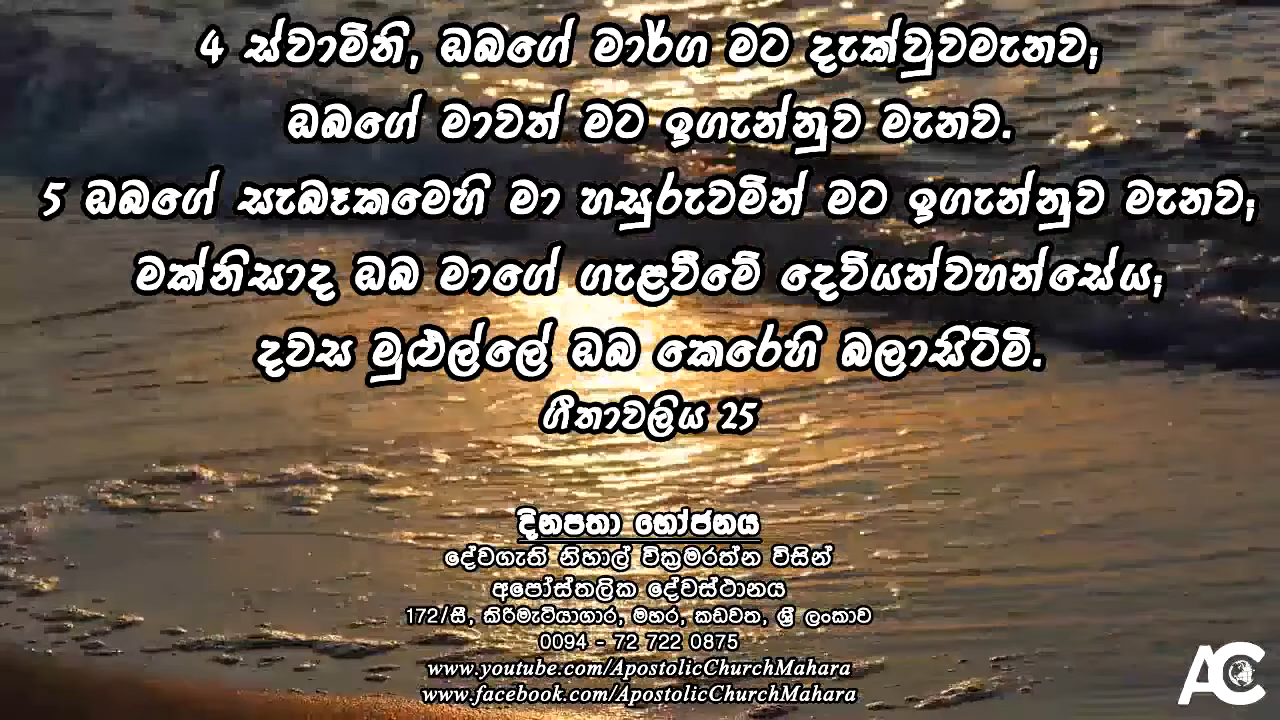 4 ස්වාමිනි, ඔබගේ මාර්ග මට දැක්වුවමැනව;
ඔබගේ මාවත් මට ඉගැන්නුව මැනව.
5 ඔබගේ සැබෑකමෙහි මා හසුරුවමින් මට ඉගැන්නුව මැනව;
මක්නිසාද ඔබ මාගේ ගැළවීමේ දෙවියන්වහන්සේය;
දවස මුළුල්ලේ ඔබ කෙරෙහි බලාසිටිමි.
ගීතාවලිය 25
දිනපතා භෝජනය
දේවගැති නිහාල් වික්‍රමරත්න විසින්
අපෝස්තලික දේවස්ථානය
172/සී, කිරිමැටියාගාර, මහර, කඩවත, ශ්‍රී ලංකාව
0094 - 72 722 0875
www.youtube.com/ApostolicChurchMahara
www.facebook.com/ApostolicChurchMahara
AC